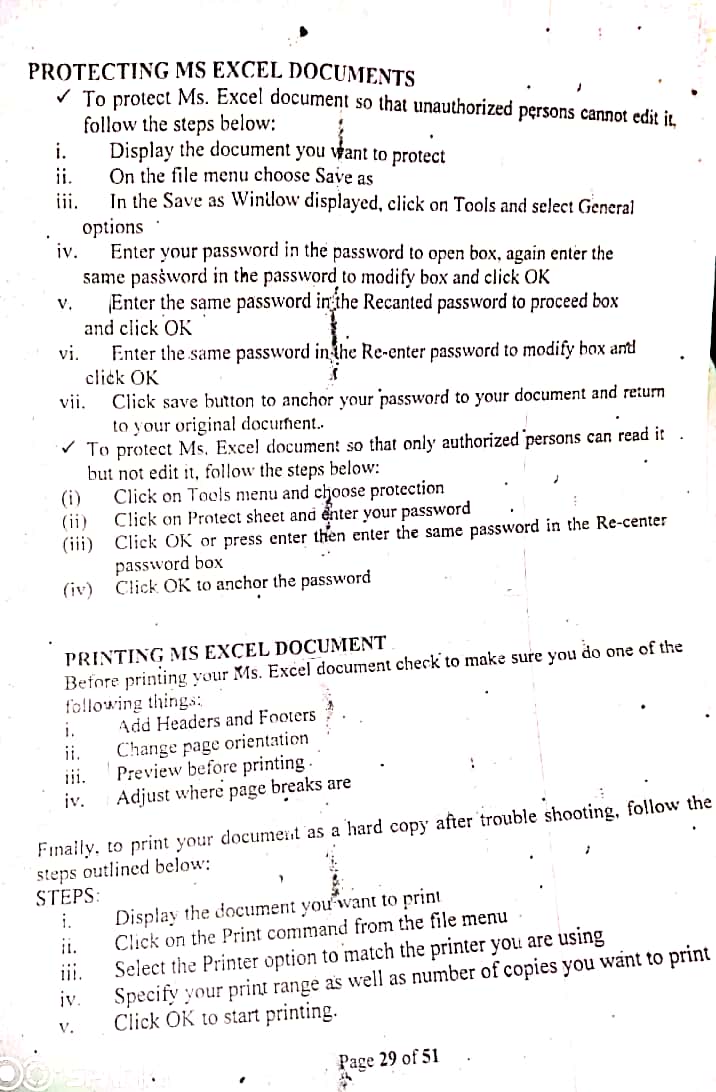 PROTECTING MS EXCEL DOCUMENTS
✓ To protect Ms. Excel document so that unauthorized persons cannot edit it,
follow the steps below:
i. Display the document you want to protect
ii. On the file menu choose Save as
iii. In the Save as Window displayed, click on Tools and select General
options
iv. Enter your password in the password to open box, again enter the
same password in the password to modify box and click OK
v. Enter the same password in the Recanted password to proceed box
and click OK
vi. Enter the same password in the Re-enter password to modify box and
click OK
vii. Click save button to anchor your password to your document and return
to your original document..
✓ To protect Ms. Excel document so that only authorized persons can read it
but not edit it, follow the steps below:
(i) Click on Tools menu and choose protection
(ii) Click on Protect sheet and enter your password
(iii) Click OK or press enter then enter the same password in the Re-center
password box
(iv) Click OK to anchor the password
PRINTING MS EXCEL DOCUMENT
Before printing your Ms. Excel document check to make sure you do one of the
following things:
i. Add Headers and Footers
ii. Change page orientation
iii. Preview before printing.
iv. Adjust where page breaks are
Finally, to print your document as a hard copy after trouble shooting, follow the
steps outlined below:
STEPS:
i. Display the document you want to print
ii. Click on the Print command from the file menu
iii. Select the Printer option to match the printer you are using
iv. Specify your print range as well as number of copies you want to print
v. Click OK to start printing.
Page 29 of 51